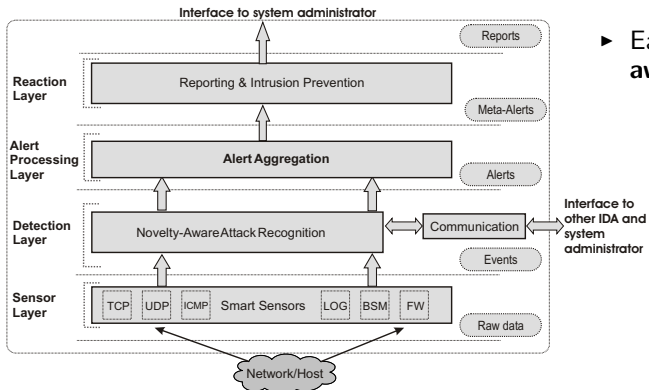 Interface to system administrator
Reports
Reaction
Layer
Reporting & Intrusion Prevention
Meta-Alerts
Alert
Processing
Layer
Alert Aggregation
Alerts
Detection
Layer
Novelty-Aware Attack Recognition
Communication
Interface to
other IDA and
system
administrator
Events
Sensor
Layer
TCP UDP ICMP Smart Sensors LOG BSM FW
Raw data
Network/Host
► Ea